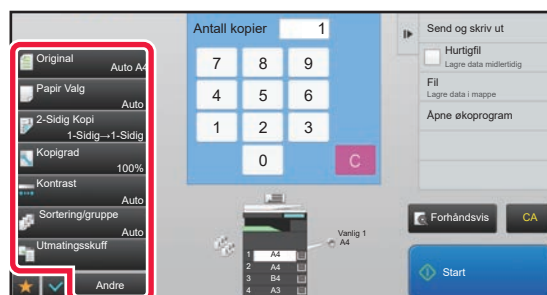 Original
Auto A4
Papir Valg
Auto
2-Sidig Kopi
1-Sidig→1-Sidig
Kopigrad
100%
Kontrast
Auto
Sortering/gruppe
Auto
Utmatingsskuff
Andre
Antall kopier 1
7 8 9
4 5 6
1 2 3
0 C
Vanlig 1
A4
1 A4
2 A4
3 B4
4 A3
Send og skriv ut
Hurtigfil
Lagre data midlertidig
Fil
Lagre data i mappe
Åpne økoprogram
Forhåndsvis CA
Start